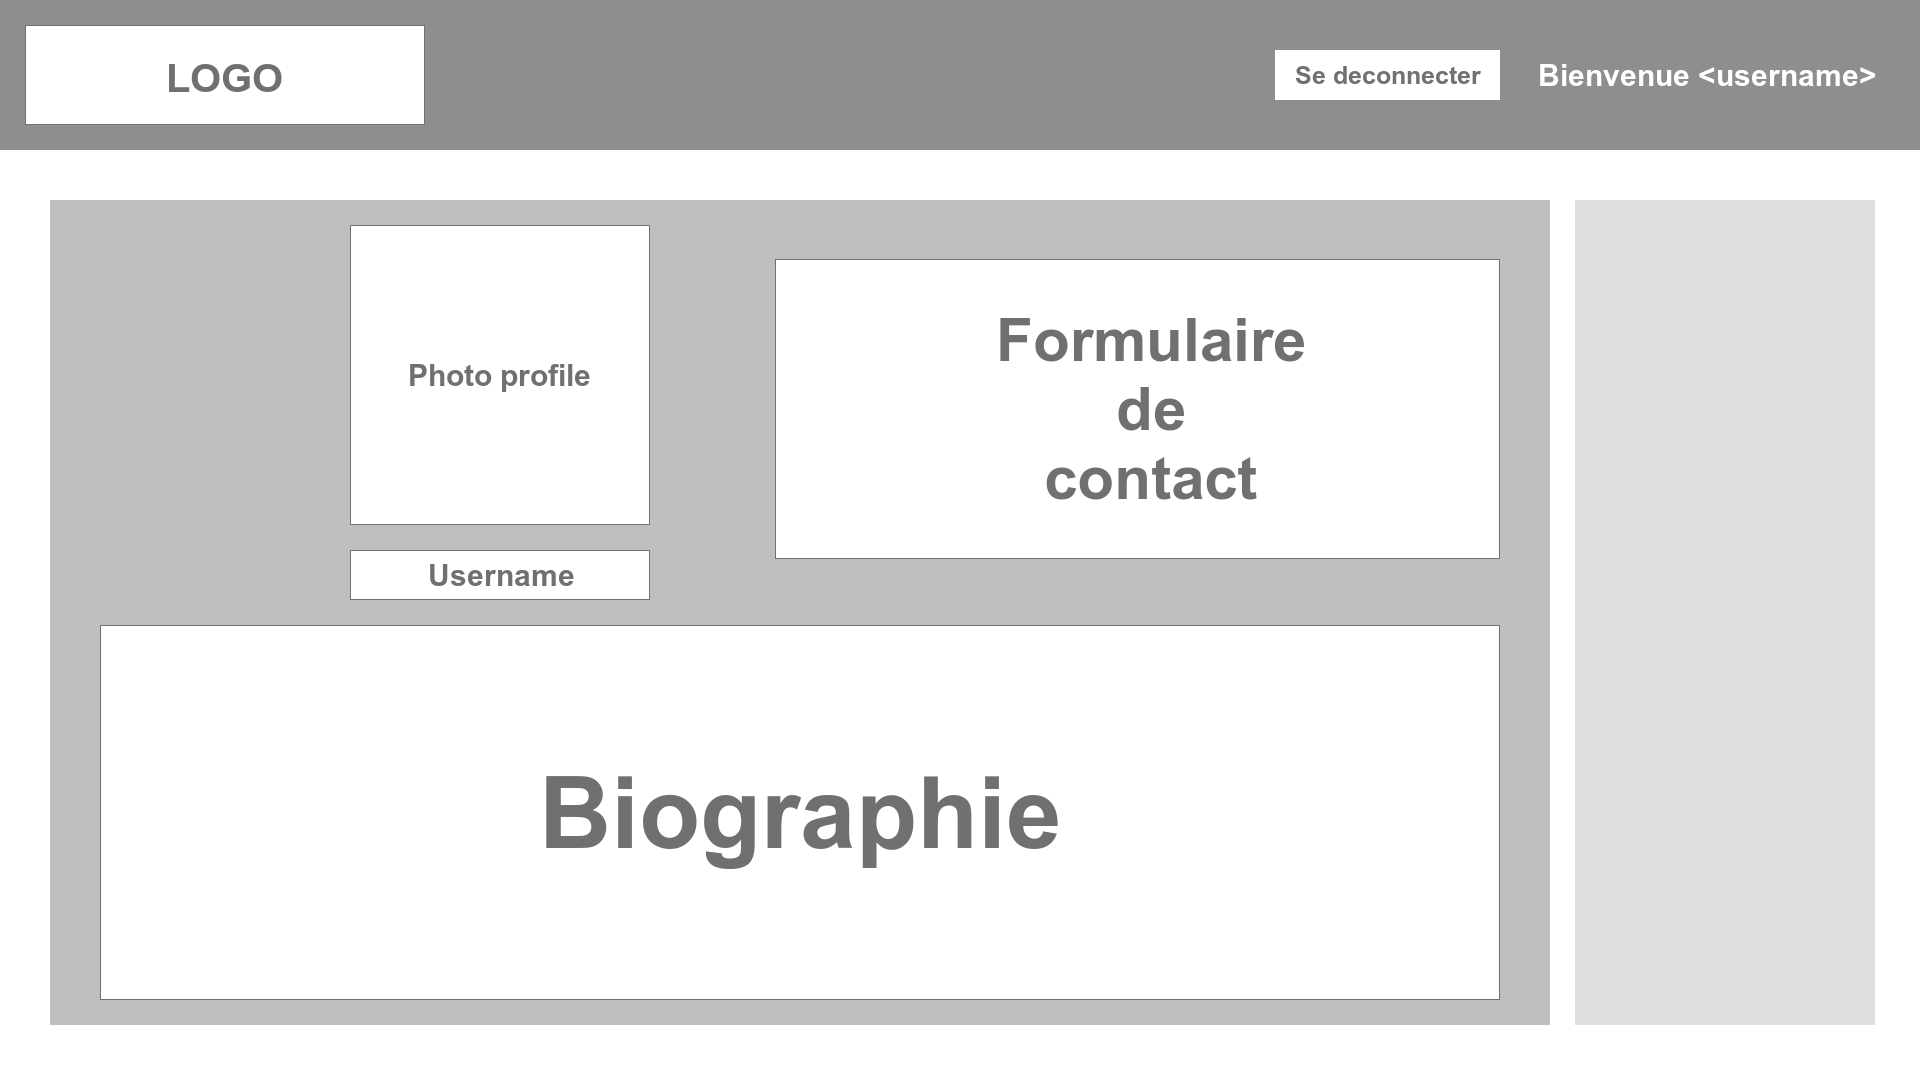 LOGO
Se deconnecter
Bienvenue <username>
Photo profile
Formulaire
de
contact
Username
Biographie